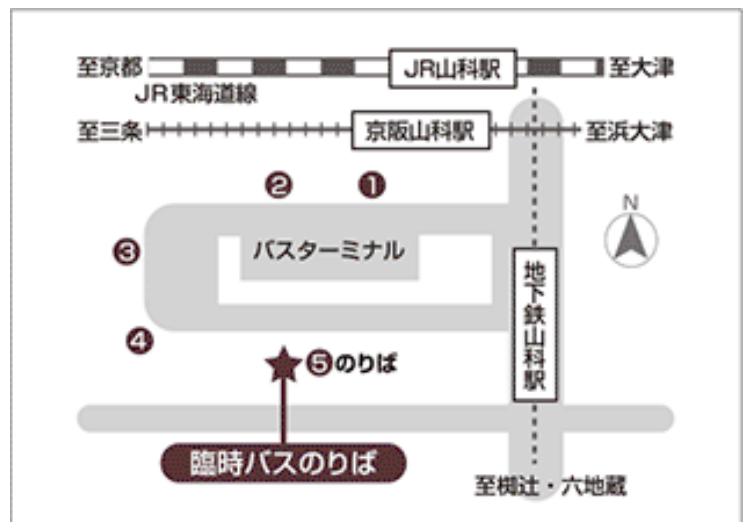 至京都
JR山科駅
至大津
JR東海道線
至三条
京阪山科駅
至浜大津
❷
❶
N
❸
バスターミナル
地下鉄山科駅
❹
❺のりば
臨時バスのりば
至椥辻・六地蔵